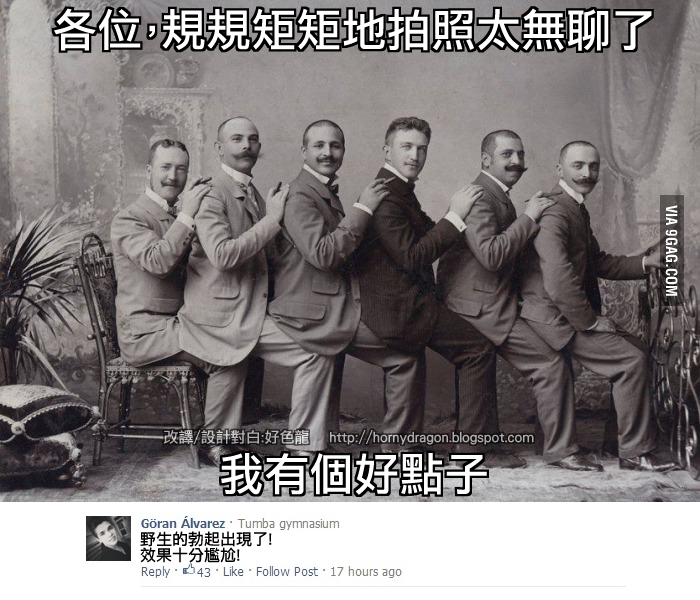 各位，規規矩矩地拍照太無聊了
VIA 9GAG.COM
改譯/設計對白:好色龍 http://hornydragon.blogspot.com
我有個好點子
Göran Álvarez · Tumba gymnasium
野生的勃起出現了!
效果十分尷尬!
Reply · 43 · Like · Follow Post · 17 hours ago